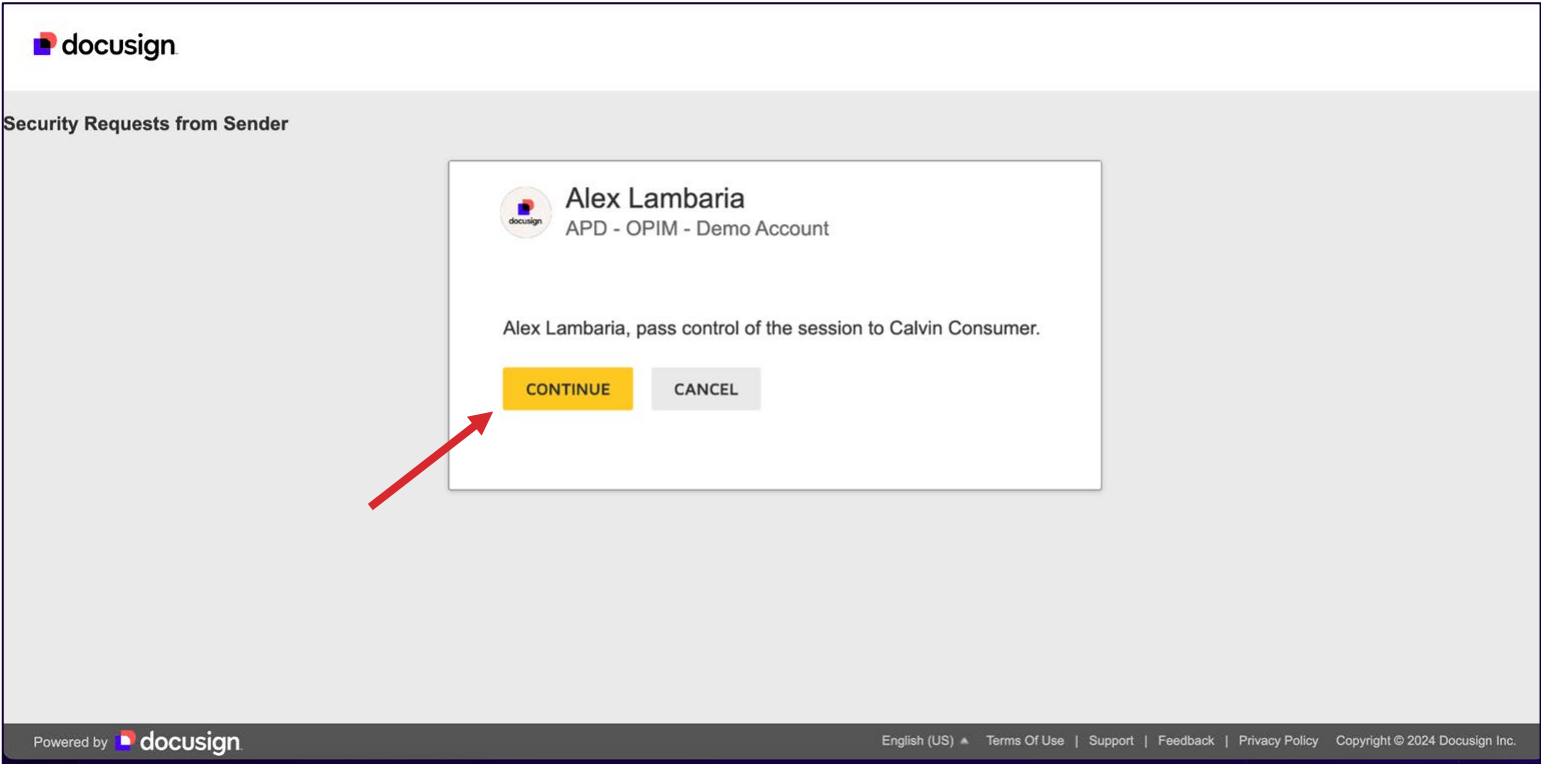 docusign
Security Requests from Sender
docusign
Alex Lambaria
APD - OPIM - Demo Account
Alex Lambaria, pass control of the session to Calvin Consumer.
CONTINUE CANCEL
Powered by docusign English (US) Terms Of Use | Support | Feedback | Privacy Policy Copyright © 2024 Docusign Inc.